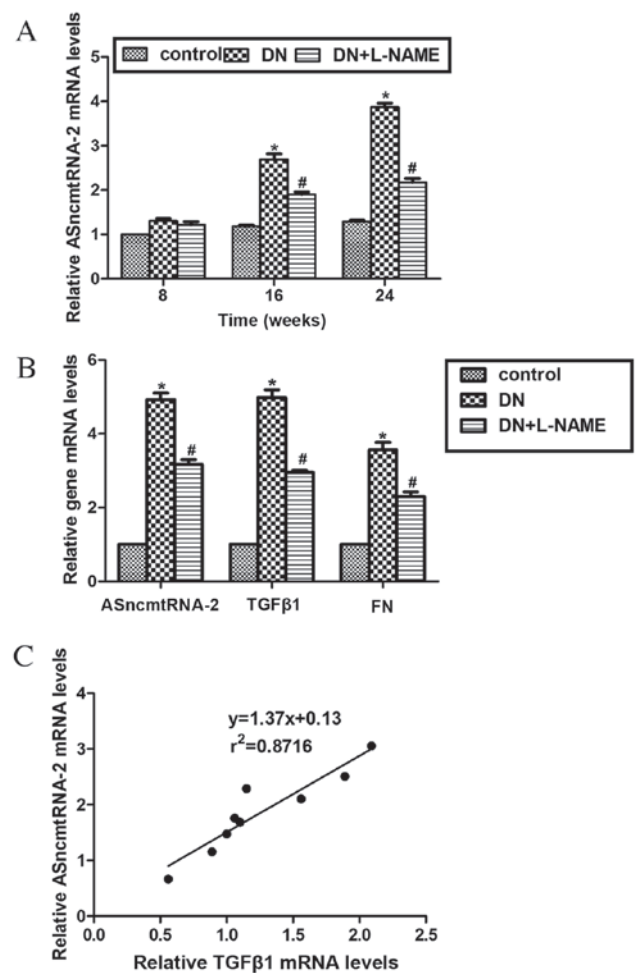 A
control DN DN+L-NAME
Relative ASncmtRNA-2 mRNA levels
5
4
3
2
1
0
*
#
*
#
8 16 24
Time (weeks)
B
Relative gene mRNA levels
6
4
2
0
*
#
*
#
*
#
ASncmtRNA-2 TGFβ1 FN
control
DN
DN+L-NAME
C
Relative ASncmtRNA-2 mRNA levels
4
3
2
1
0
y=1.37x+0.13
r²=0.8716
0.0 0.5 1.0 1.5 2.0 2.5
Relative TGFβ1 mRNA levels